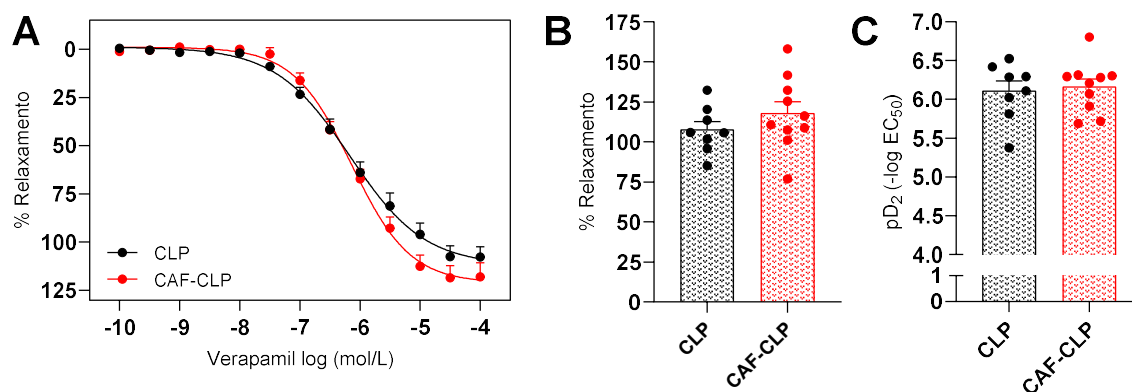 A
% Relaxamento
0
25
50
75
100
125
CLP
CAF-CLP
-10
-9
-8
-7
-6
-5
-4
Verapamil log (mol/L)
B
% Relaxamento
175
150
125
100
75
50
25
0
CLP
CAF-CLP
C
pD₂ (-log EC₅₀)
7.0
6.5
6.0
5.5
5.0
4.5
4.0
1
0
CLP
CAF-CLP